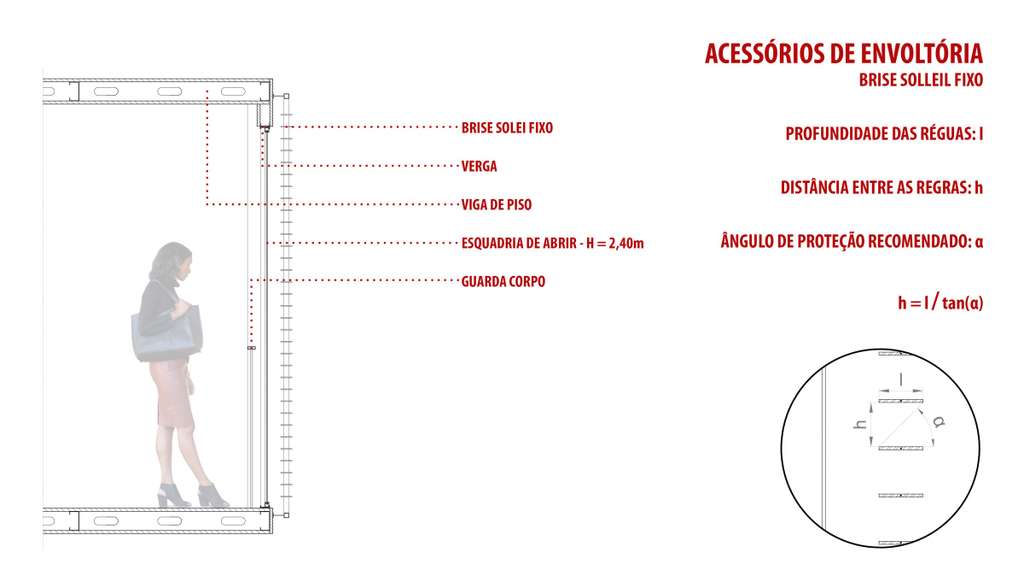 ACESSÓRIOS DE ENVOLTÓRIA
BRISE SOLLEIL FIXO
BRISE SOLEI FIXO
VERGA
VIGA DE PISO
ESQUADRIA DE ABRIR - H = 2,40m
GUARDA CORPO
PROFUNDIDADE DAS RÉGUAS: l
DISTÂNCIA ENTRE AS REGRAS: h
ÂNGULO DE PROTEÇÃO RECOMENDADO: α
h = l / tan(α)
l
h
α